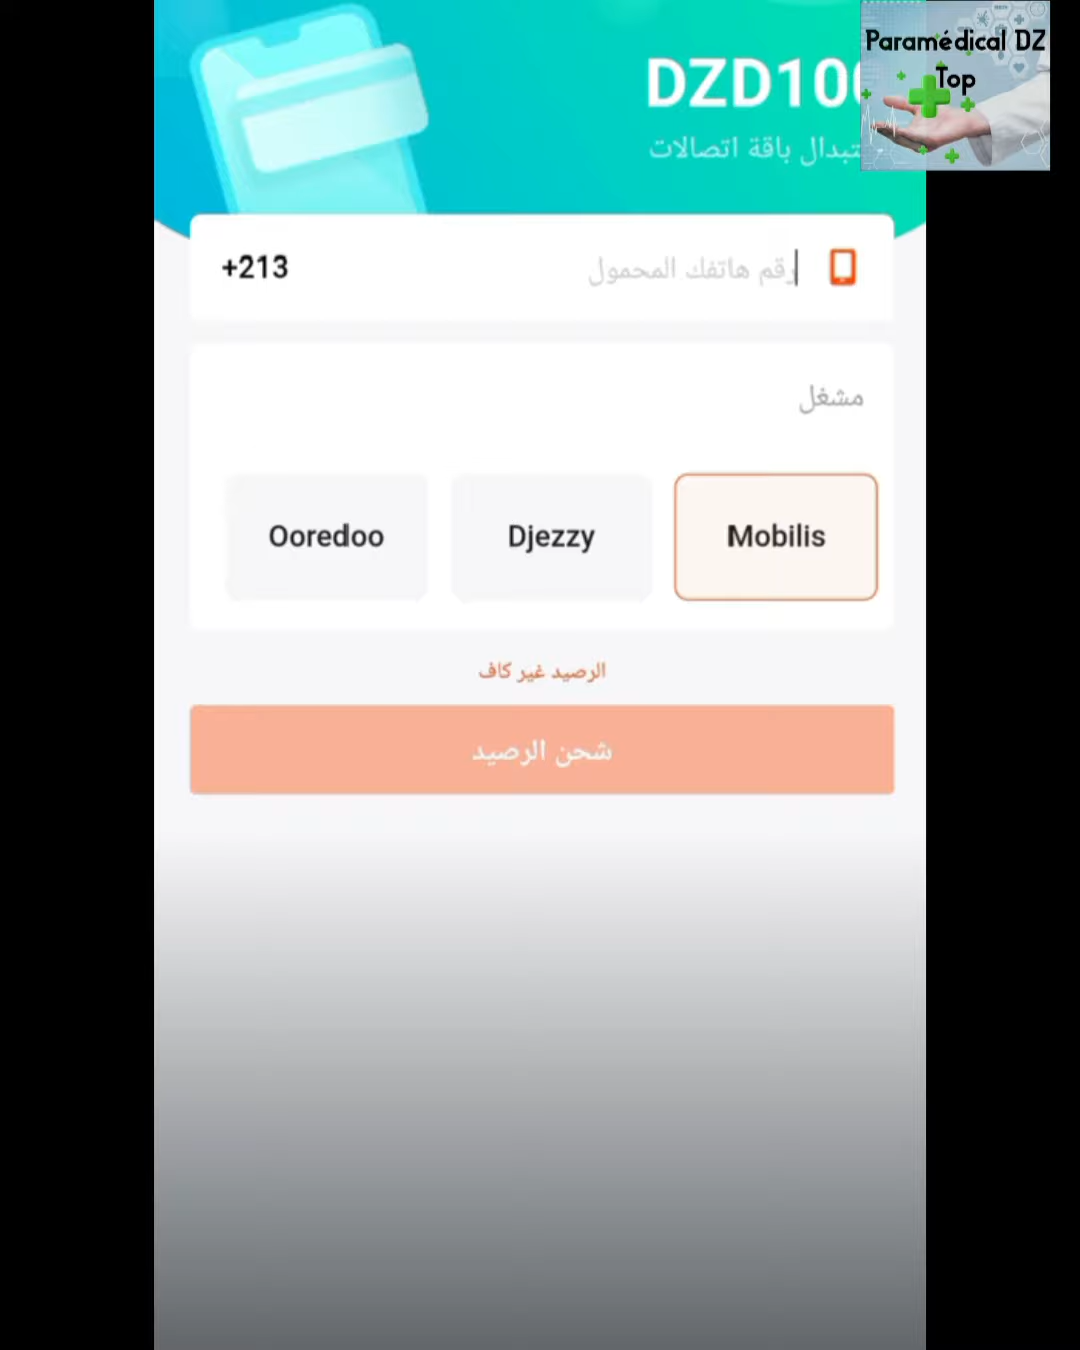 Paramédical DZ
Top
DZD10
باقة اتصالات
+213
رقم هاتفك المحمول
مشغل
Mobilis
Djezzy
Ooredoo
الرصيد غير كاف
شحن الرصيد